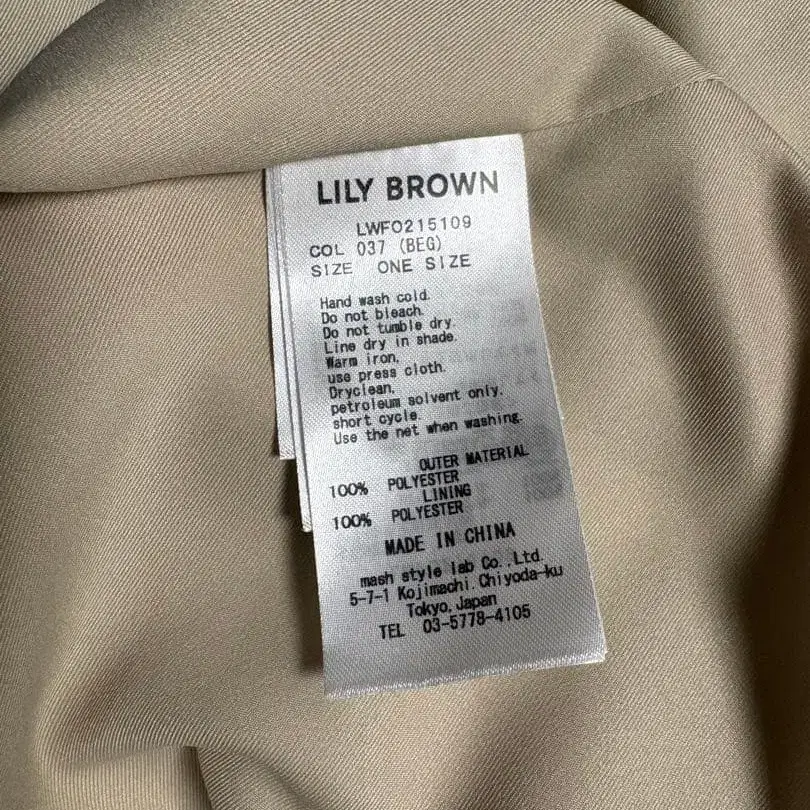 LILY BROWN
LWFO215109
COL 037 (BEG)
SIZE ONE SIZE
Hand wash cold.
Do not bleach.
Do not tumble dry.
Line dry in shade.
Warm iron,
use press cloth.
Dryclean,
petroleum solvent only.
short cycle.
Use the net when washing.
OUTER MATERIAL
100% POLYESTER
LINING
100% POLYESTER
MADE IN CHINA
mash style lab Co.,Ltd.
5-7-1 Kojimachi,Chiyoda-ku
Tokyo,Japan
TEL 03-5778-4105